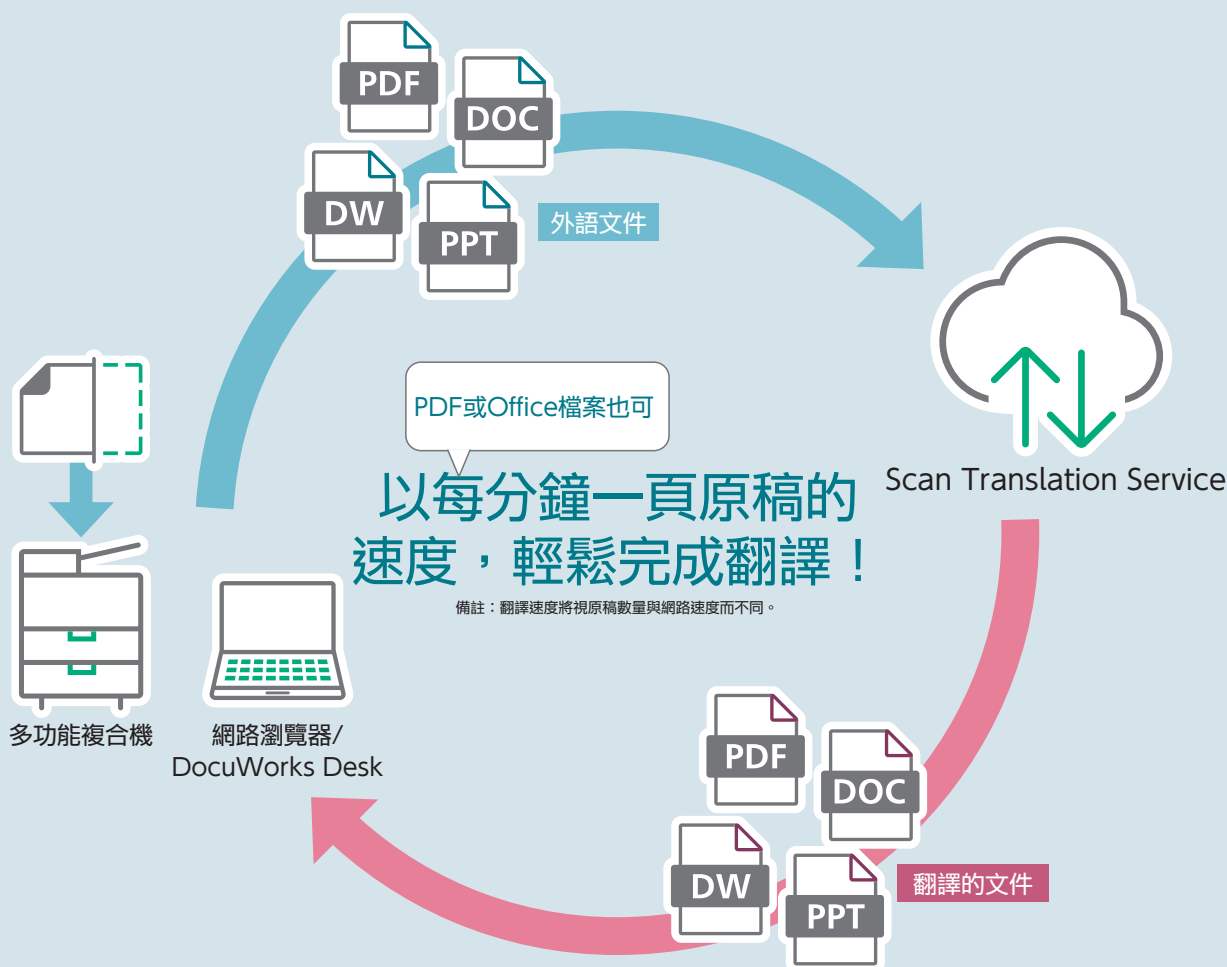 PDF
DOC
DW
PPT
外語文件
PDF或Office檔案也可
以每分鐘一頁原稿的
速度，輕鬆完成翻譯！
備註：翻譯速度將視原稿數量與網路速度而不同。
Scan Translation Service
多功能複合機
網路瀏覽器/
DocuWorks Desk
PDF
DOC
DW
PPT
翻譯的文件